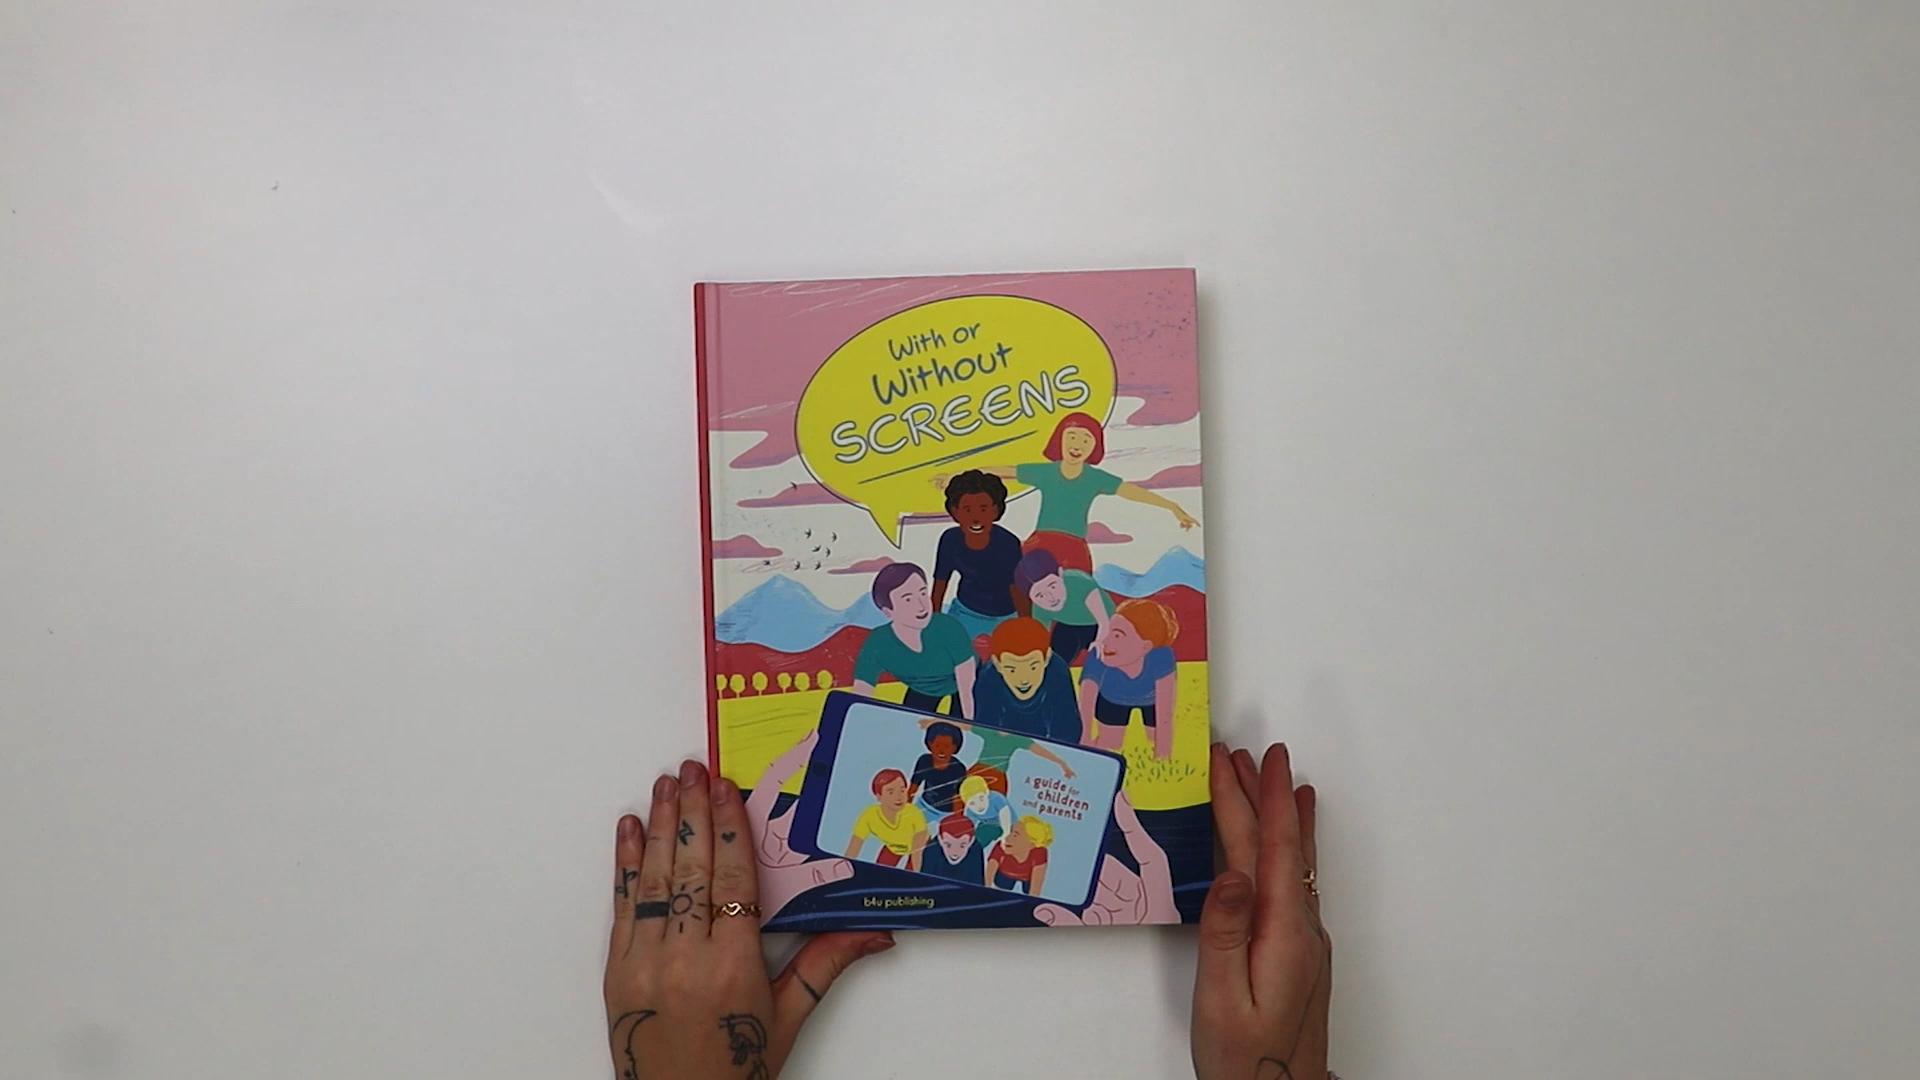 With or
Without
SCREENS
A guide for
children
and parents
b4u publishing